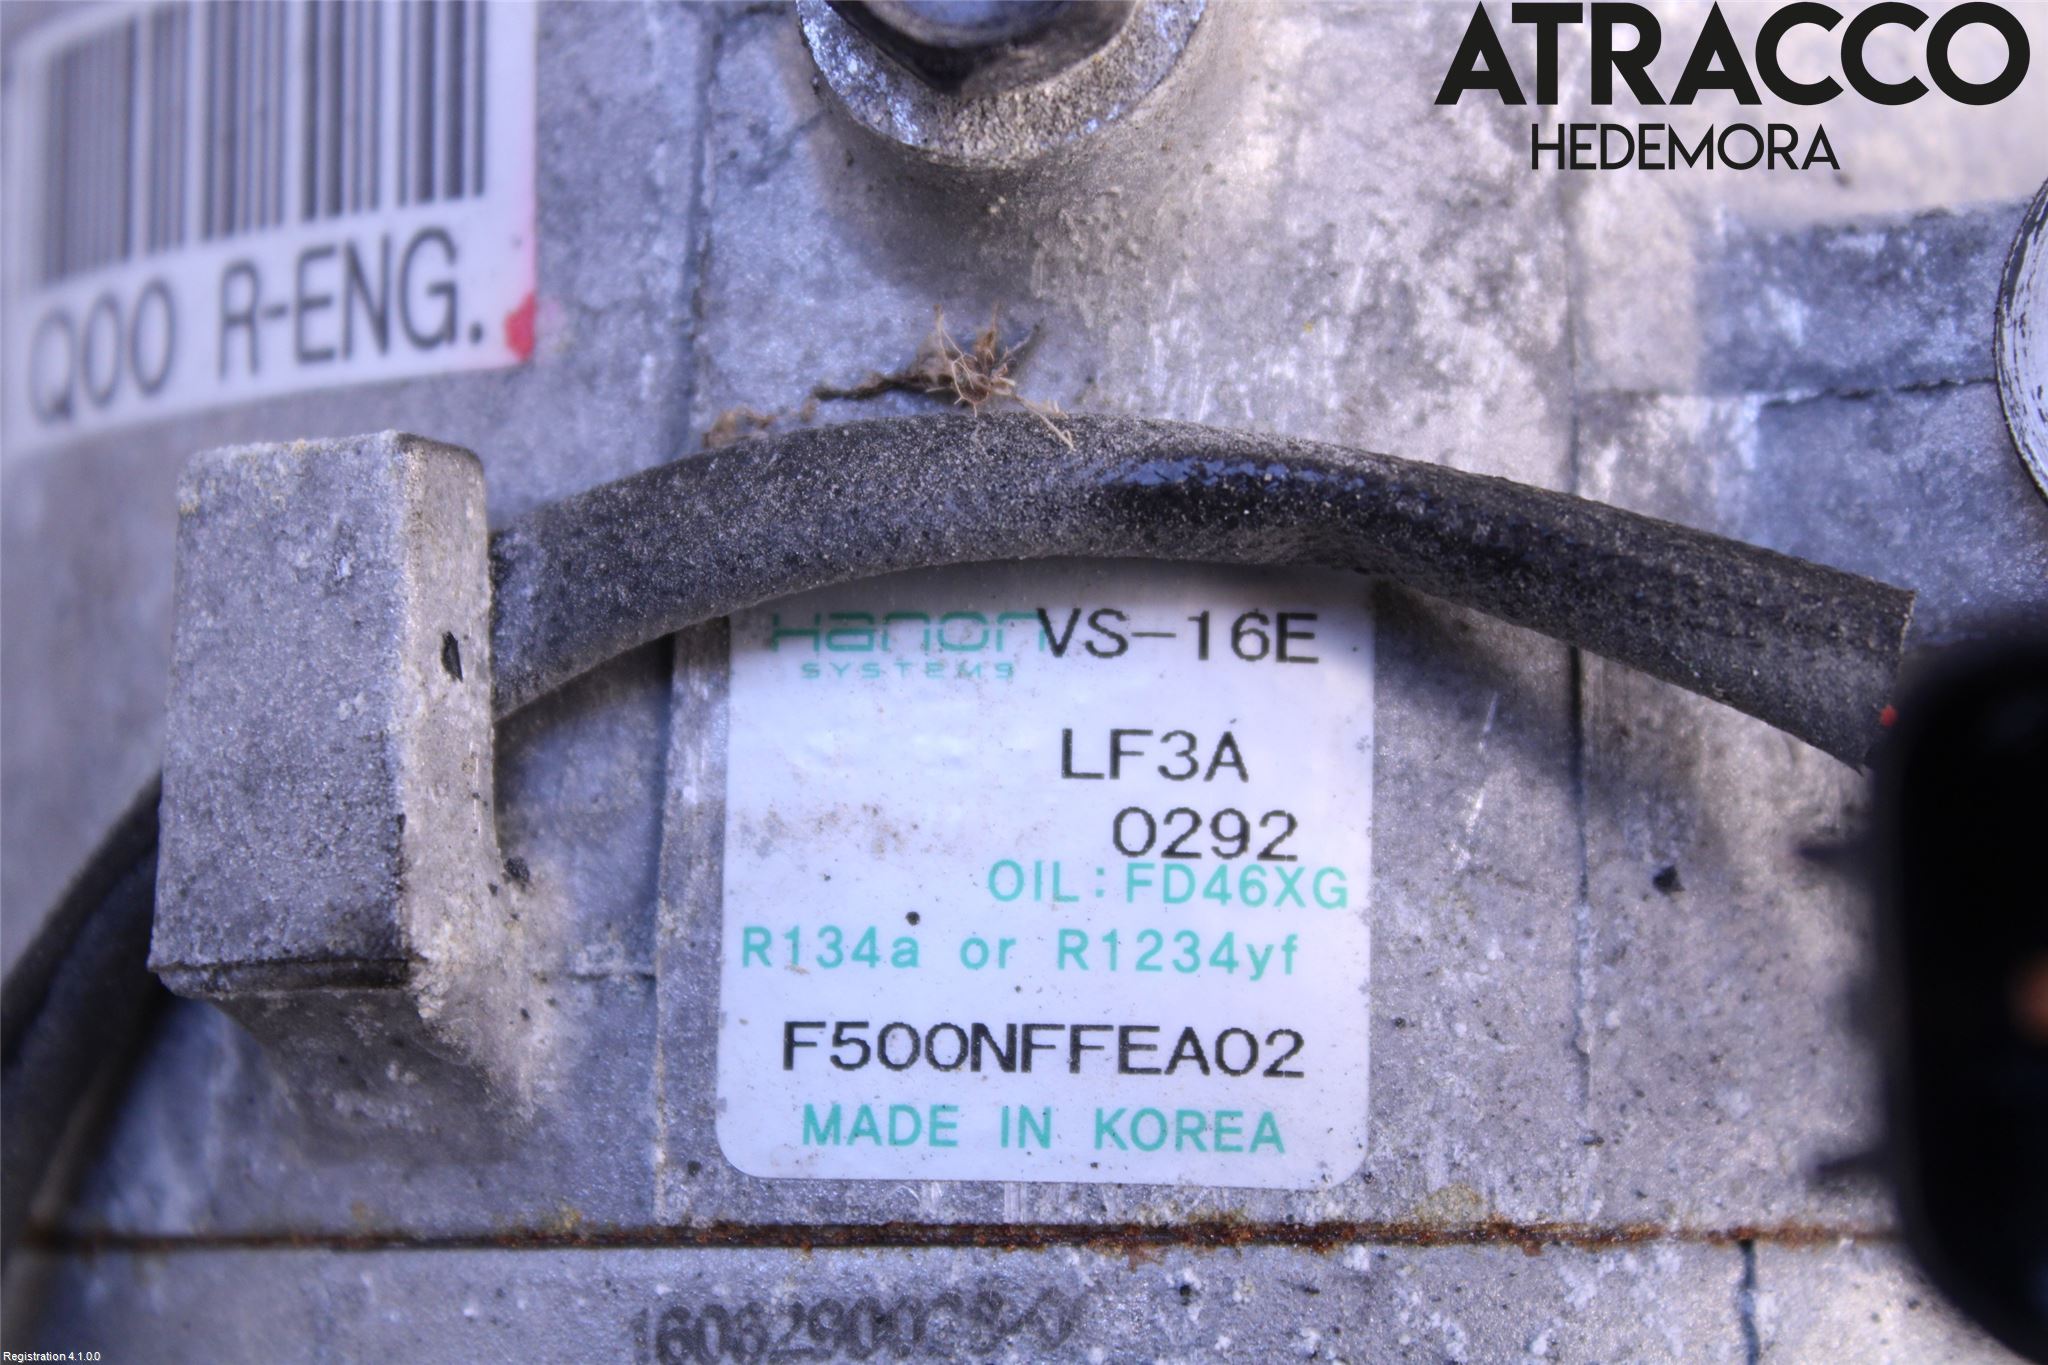 ATRACCO
HEDEMORA
Q00 R-ENG.
Hanon VS-16E
SYSTEMS
LF3A
0292
OIL: FD46XG
R134a or R1234yf
F500NFFEA02
MADE IN KOREA
Registration 4.1.0.0